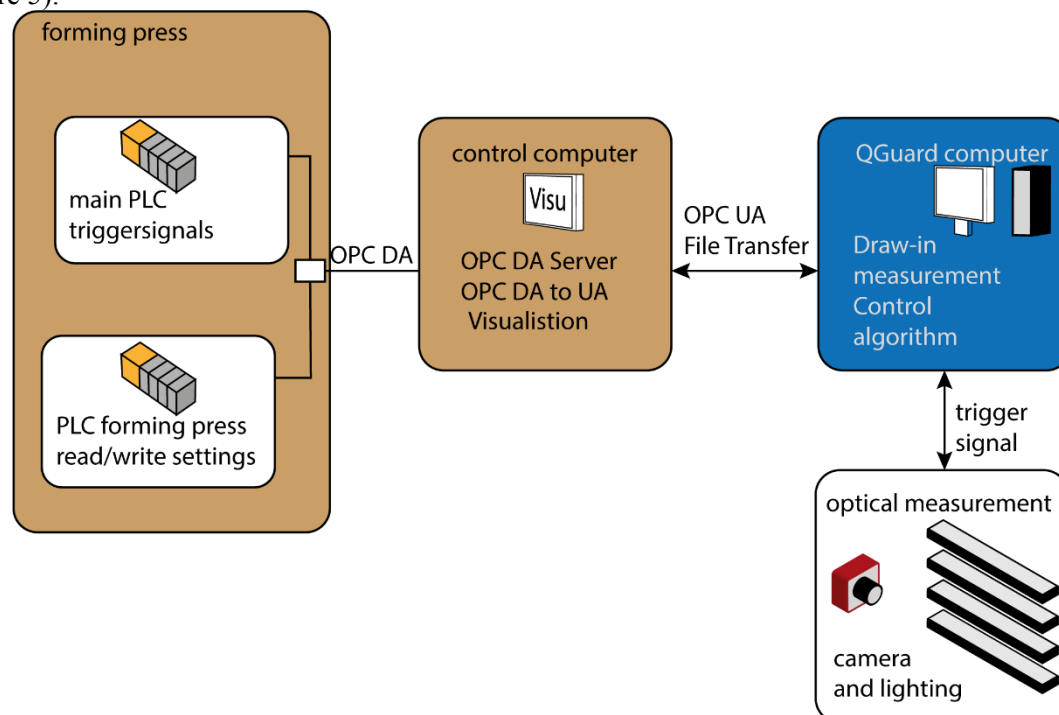 forming press
main PLC
triggersignals
PLC forming press
read/write settings
OPC DA
control computer
Visu
OPC DA Server
OPC DA to UA
Visualistion
OPC UA
File Transfer
QGuard computer
Draw-in
measurement
Control
algorithm
trigger
signal
optical measurement
camera
and lighting